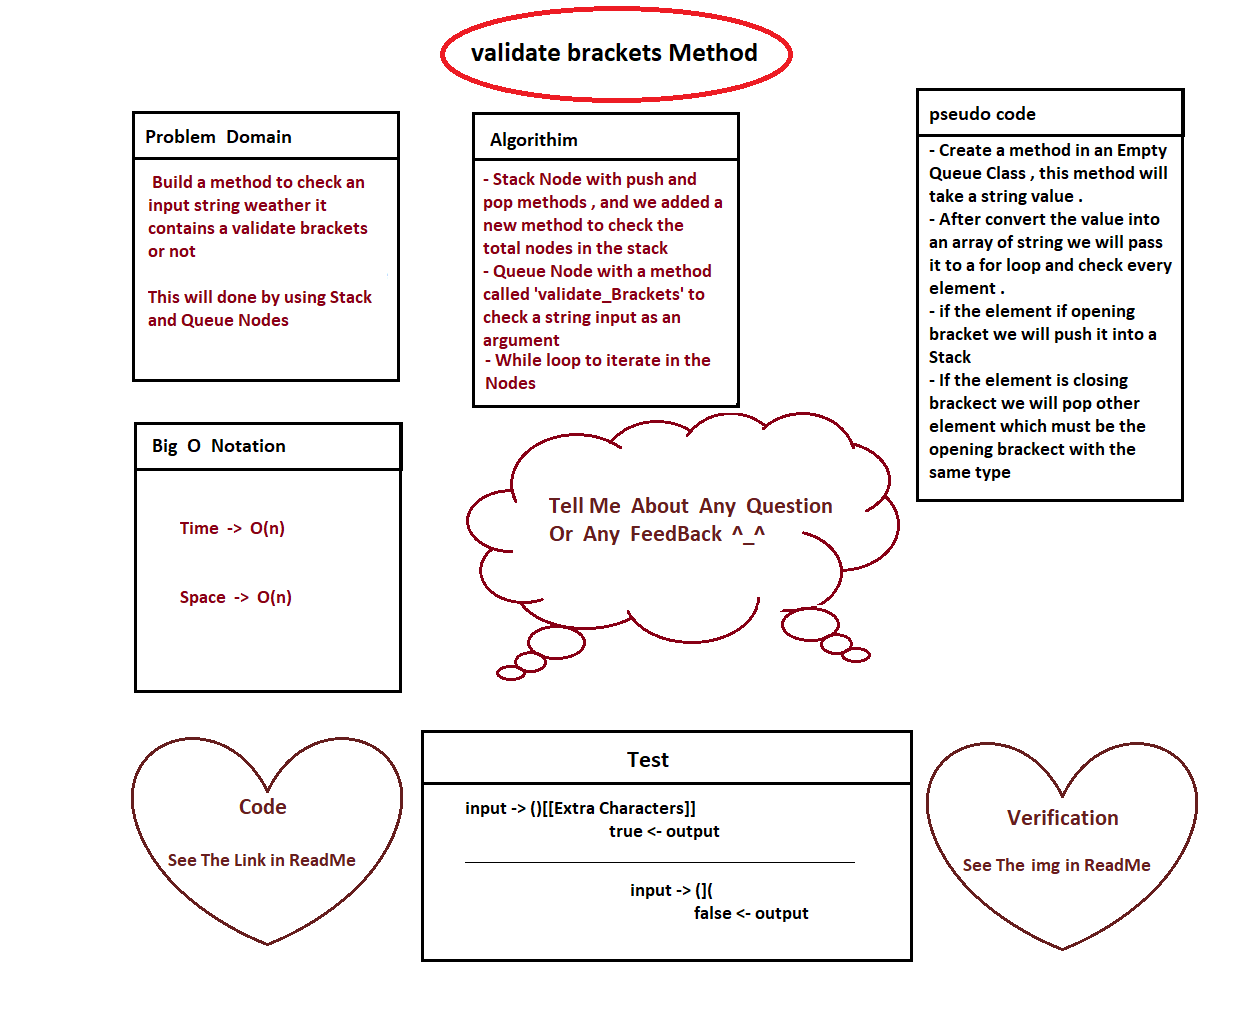 validate brackets Method
Problem Domain
Build a method to check an
input string weather it
contains a validate brackets
or not
This will done by using Stack
and Queue Nodes
Algorithim
- Stack Node with push and
pop methods , and we added a
new method to check the
total nodes in the stack
- Queue Node with a method
called 'validate_Brackets' to
check a string input as an
argument
- While loop to iterate in the
Nodes
pseudo code
- Create a method in an Empty
Queue Class , this method will
take a string value .
- After convert the value into
an array of string we will pass
it to a for loop and check every
element .
- if the element if opening
bracket we will push it into a
Stack
- If the element is closing
brackect we will pop other
element which must be the
opening brackect with the
same type
Big O Notation
Time -> O(n)
Space -> O(n)
Tell Me About Any Question
Or Any FeedBack ^_^
Code
See The Link in ReadMe
Test
input -> ()[[Extra Characters]]
true <- output
input -> (](
false <- output
Verification
See The img in ReadMe